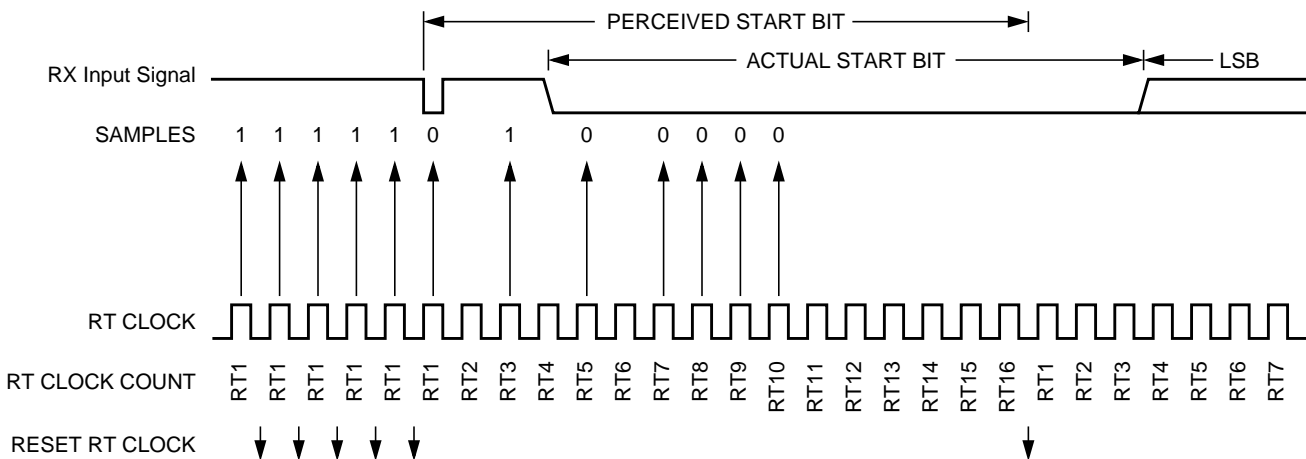 PERCEIVED START BIT
ACTUAL START BIT
LSB
RX Input Signal
SAMPLES 1 1 1 1 1 0 1 0 0 0 0 0
RT CLOCK
RT CLOCK COUNT RT1 RT1 RT1 RT1 RT1 RT1 RT2 RT3 RT4 RT5 RT6 RT7 RT8 RT9 RT10 RT11 RT12 RT13 RT14 RT15 RT16 RT1 RT2 RT3 RT4 RT5 RT6 RT7
RESET RT CLOCK